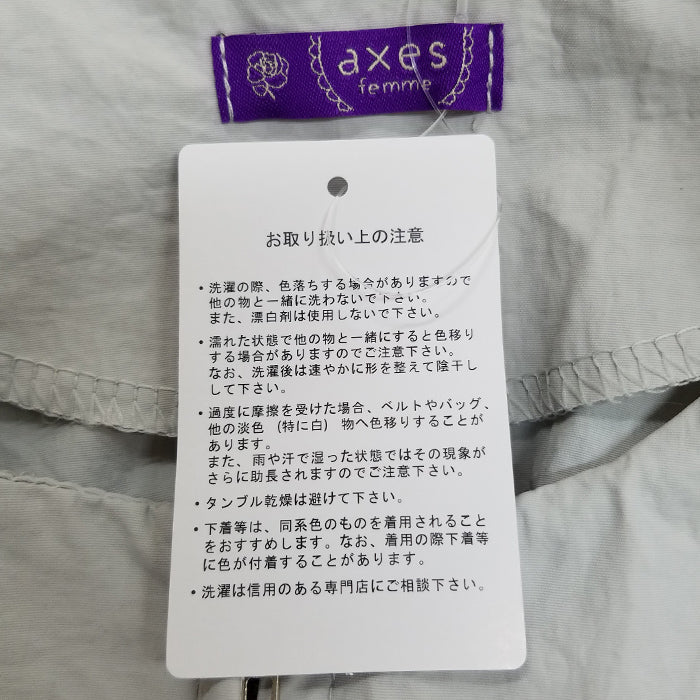 axes
femme
お取り扱い上の注意
・洗濯の際、色落ちする場合がありますので
他の物と一緒に洗わないで下さい。
また、漂白剤は使用しないで下さい。
・濡れた状態で他の物と一緒にすると色移り
する場合がありますのでご注意下さい。
なお、洗濯後は速やかに形を整えて陰干し
して下さい。
・過度に摩擦を受けた場合、ベルトやバッグ、
他の淡色 (特に白) 物へ色移りすることが
あります。
また、雨や汗で湿った状態ではその現象が
さらに助長されますのでご注意下さい。
・タンブル乾燥は避けて下さい。
・下着等は、同系色のものを着用されること
をおすすめします。なお、着用の際下着等
に色が付着することがあります。
・洗濯は信用のある専門店にご相談下さい。